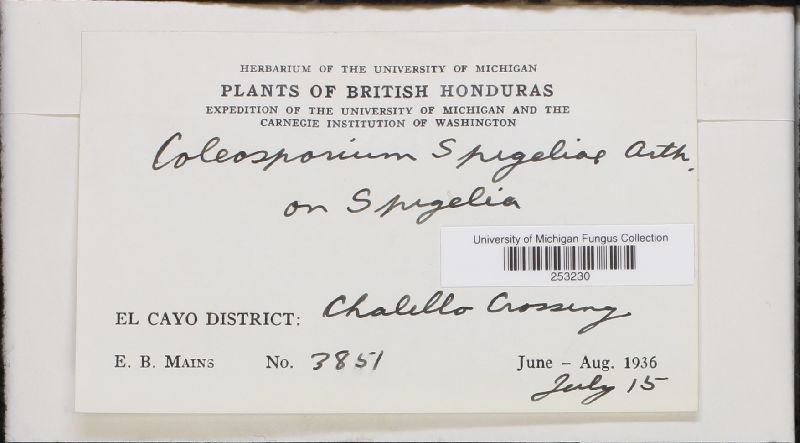 HERBARIUM OF THE UNIVERSITY OF MICHIGAN
PLANTS OF BRITISH HONDURAS
EXPEDITION OF THE UNIVERSITY OF MICHIGAN AND THE
CARNEGIE INSTITUTION OF WASHINGTON
Coleosporium Spigeliae Arth.
on Spigelia
University of Michigan Fungus Collection
253230
EL CAYO DISTRICT: Chalillo Crossing
E. B. MAINS No. 3851 June – Aug. 1936
July 15